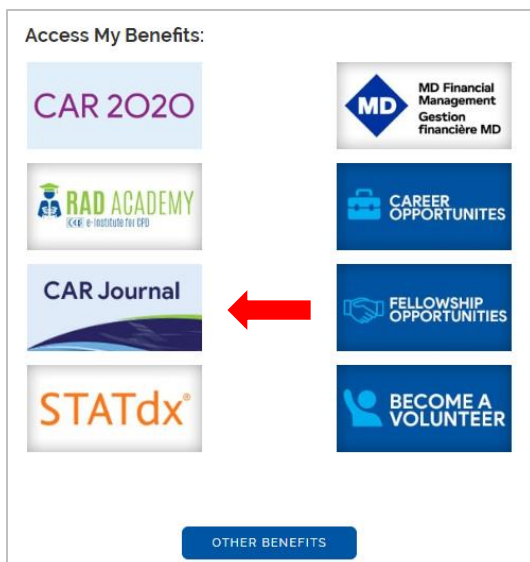 Access My Benefits:
CAR 2020
MD
MD Financial
Management
Gestion
financière MD
RAD ACADEMY
CAR e-Institute for CPD
CAREER
OPPORTUNITES
CAR Journal
FELLOWSHIP
OPPORTUNITIES
STATdx®
BECOME A
VOLUNTEER
OTHER BENEFITS